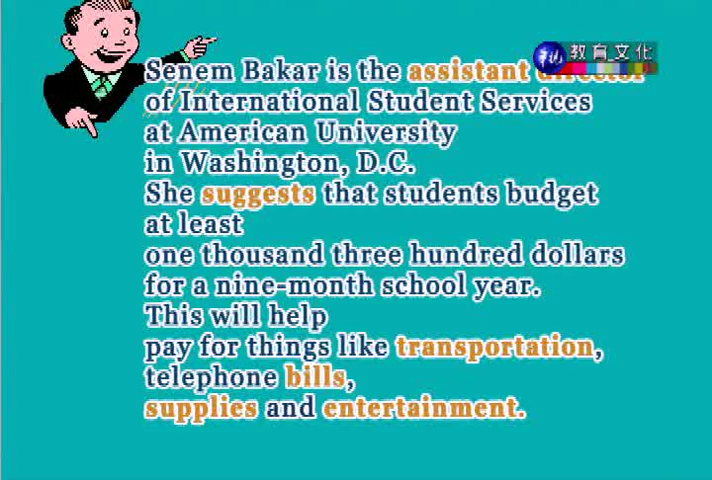 教育文化
Senem Bakar is the assistant director
of International Student Services
at American University
in Washington, D.C.
She suggests that students budget
at least
one thousand three hundred dollars
for a nine-month school year.
This will help
pay for things like transportation,
telephone bills,
supplies and entertainment.